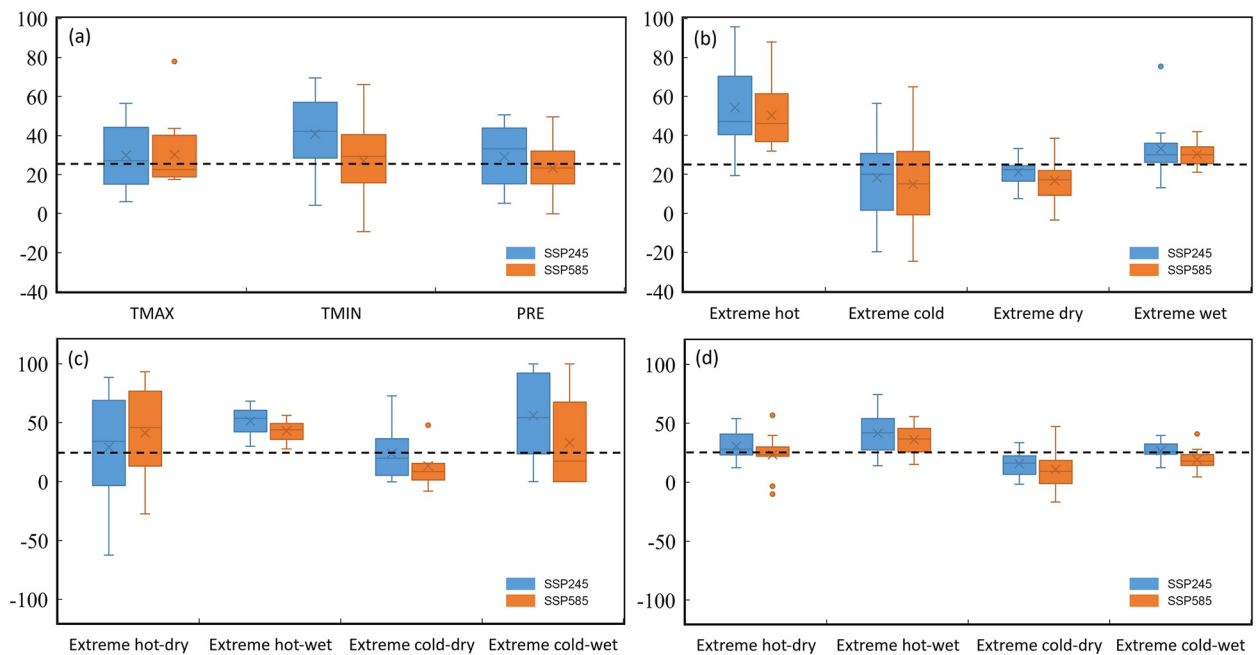 (a)
100
80
60
40
20
0
-20
-40
SSP245
SSP585
TMAX TMIN PRE
(b)
100
80
60
40
20
0
-20
-40
SSP245
SSP585
Extreme hot Extreme cold Extreme dry Extreme wet
(c)
100
50
0
-50
-100
SSP245
SSP585
Extreme hot-dry Extreme hot-wet Extreme cold-dry Extreme cold-wet
(d)
100
50
0
-50
-100
SSP245
SSP585
Extreme hot-dry Extreme hot-wet Extreme cold-dry Extreme cold-wet